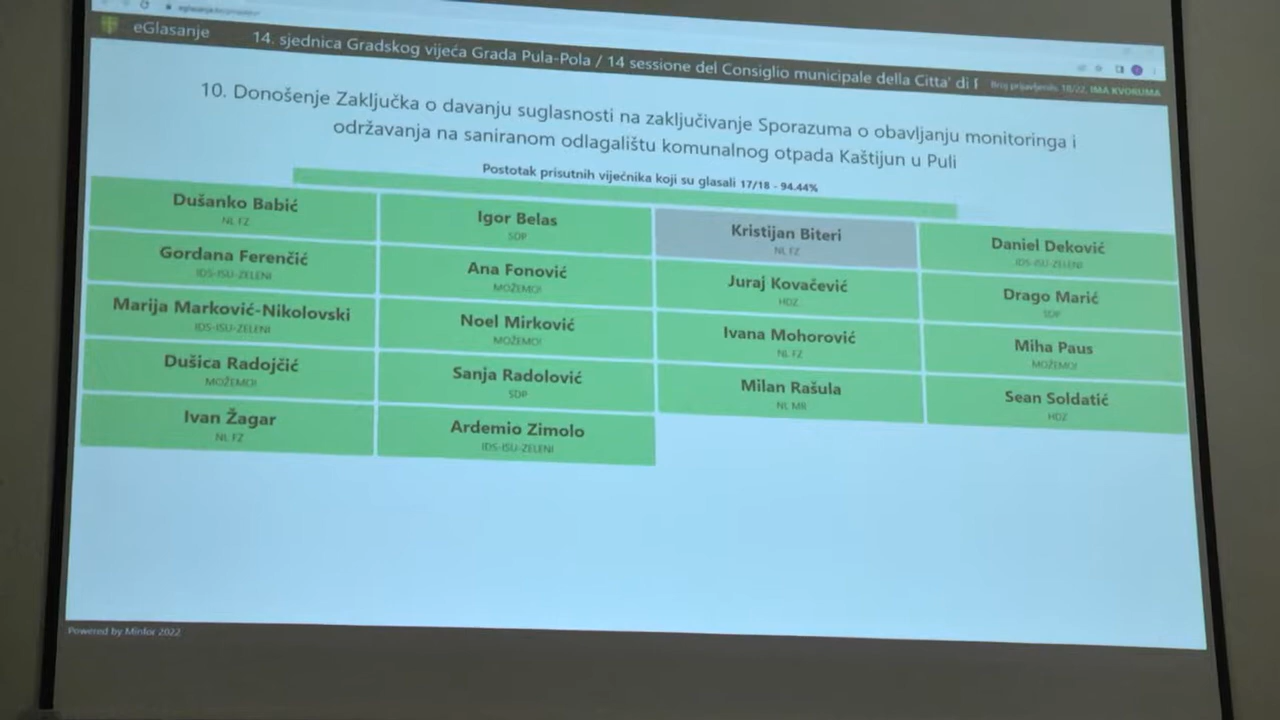 eGlasanje
14. sjednica Gradskog vijeća Grada Pula-Pola / 14 sessione del Consiglio municipale della Citta' di
Broj prijavljenih: 18/22, IMA KVORUMA
10. Donošenje Zaključka o davanju suglasnosti na zaključivanje Sporazuma o obavljanju monitoringa i
održavanja na saniranom odlagalištu komunalnog otpada Kaštijun u Puli
Postotak prisutnih vijećnika koji su glasali 17/18 - 94.44%
Dušanko Babić
NL FZ
Igor Belas
SDP
Kristijan Biteri
NL FZ
Daniel Deković
IDS-ISU-ZELENI
Gordana Ferenčić
IDS-ISU-ZELENI
Ana Fonović
MOŽEMO!
Juraj Kovačević
HDZ
Drago Marić
SDP
Marija Marković-Nikolovski
IDS-ISU-ZELENI
Noel Mirković
MOŽEMO!
Ivana Mohorović
NL FZ
Miha Paus
MOŽEMO!
Dušica Radojčić
MOŽEMO!
Sanja Radolović
SDP
Milan Rašula
NL MR
Sean Soldatić
HDZ
Ivan Žagar
NL FZ
Ardemio Zimolo
IDS-ISU-ZELENI
Powered by Minfor 2022